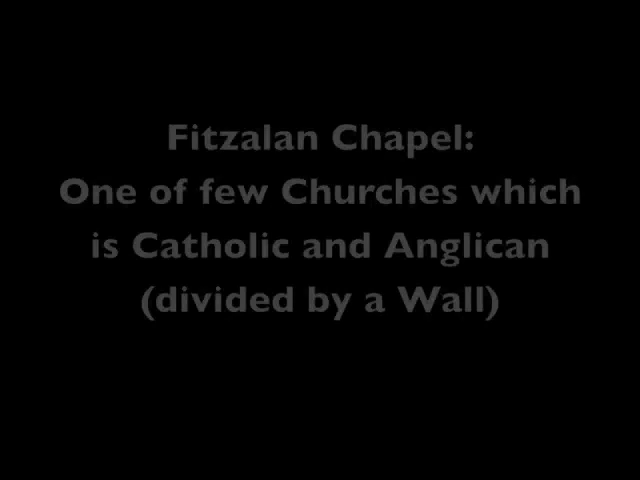 Fitzalan Chapel:
One of few Churches which
is Catholic and Anglican
(divided by a Wall)